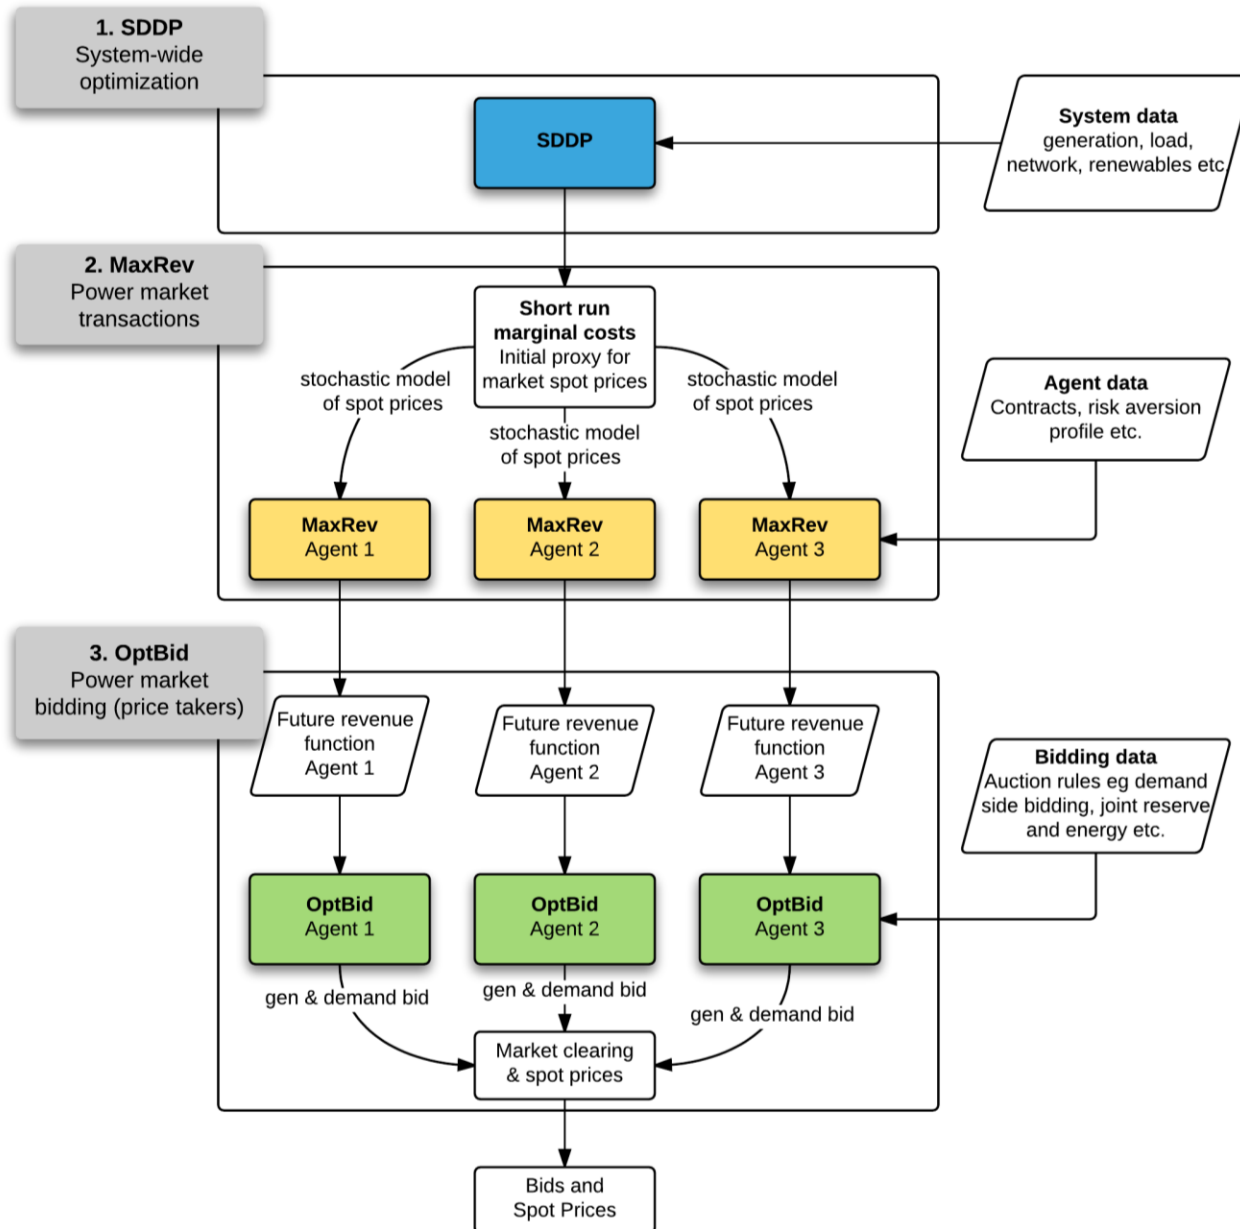 1. SDDP
System-wide
optimization
SDDP
System data
generation, load,
network, renewables etc.
2. MaxRev
Power market
transactions
Short run
marginal costs
Initial proxy for
market spot prices
stochastic model
of spot prices
stochastic model
of spot prices
stochastic model
of spot prices
Agent data
Contracts, risk aversion
profile etc.
MaxRev
Agent 1
MaxRev
Agent 2
MaxRev
Agent 3
3. OptBid
Power market
bidding (price takers)
Future revenue
function
Agent 1
Future revenue
function
Agent 2
Future revenue
function
Agent 3
Bidding data
Auction rules eg demand
side bidding, joint reserve
and energy etc.
OptBid
Agent 1
OptBid
Agent 2
OptBid
Agent 3
gen & demand bid
gen & demand bid
gen & demand bid
Market clearing
& spot prices
Bids and
Spot Prices